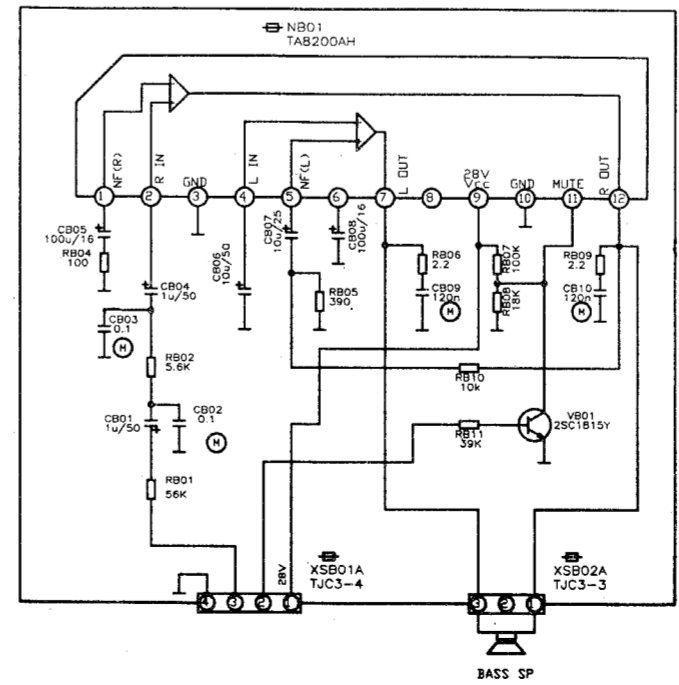 NB01
TA8200AH
NF(R)
R IN
GND
L IN
NF(L)
L OUT
28V
Vcc
GND
MUTE
R OUT
1
2
3
4
5
6
7
8
9
10
11
12
CB05
100u/16
RB04
100
CB04
1u/50
CB06
10u/50
CB07
10u/25
CB08
100u/16
RB05
390
RB06
2.2
CB09
120n
M
RB07
100K
RB08
18K
RB09
2.2
CB10
120n
M
CB03
0.1
M
RB02
5.6K
CB01
1u/50
CB02
0.1
M
RB01
56K
RB10
10k
RB11
39K
VB01
2SC1815Y
28V
XSB01A
TJC3-4
XSB02A
TJC3-3
4
3
2
1
3
2
1
BASS SP